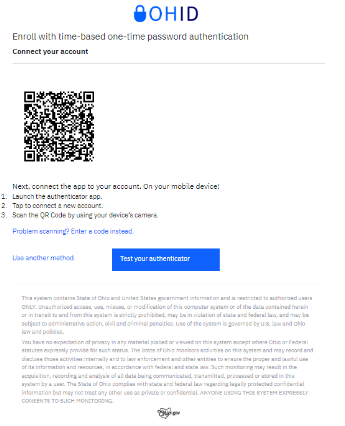 OHID
Enroll with time-based one-time password authentication
Connect your account
Next, connect the app to your account. On your mobile device:
1. Launch the authenticator app.
2. Tap to connect a new account.
3. Scan the QR Code by using your device's camera.
Problem scanning? Enter a code instead.
Use another method
Test your authenticator
This system contains State of Ohio and United States government information and is restricted to authorized users
ONLY. Unauthorized access, use, misuse, or modification of this computer system or of the data contained herein
or in transit to and from this system is strictly prohibited, may be in violation of state and federal law, and may be
subject to administrative action, civil and criminal penalties. Use of the system is governed by U.S. law and Ohio
law and policies.
You have no expectation of privacy in any material placed or viewed on this system except where Ohio or Federal
statutes expressly provide for such status. The State of Ohio monitors activities on this system and may record and
disclose those activities internally and to law enforcement and other entities to ensure the proper and lawful use
of its information and resources, in accordance with federal and state law. Such monitoring may result in the
acquisition, recording and analysis of all data being communicated, transmitted, processed or stored in this
system by a user. The State of Ohio complies with state and federal law regarding legally protected confidential
information but may not treat any other use as private or confidential. ANYONE USING THIS SYSTEM EXPRESSLY
CONSENTS TO SUCH MONITORING.